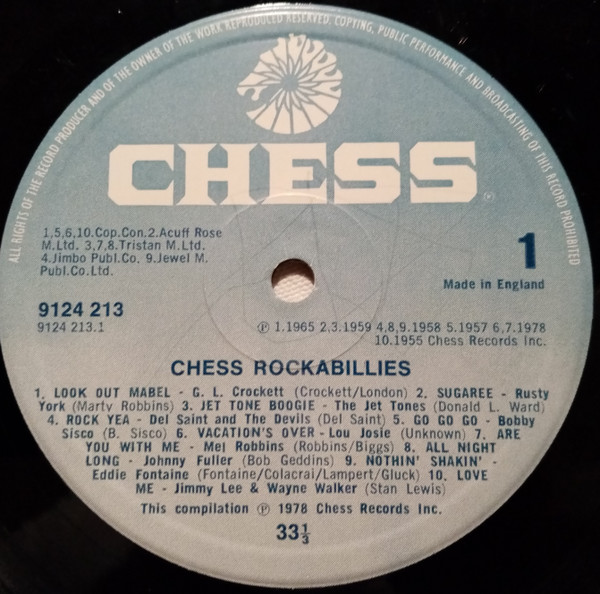 ALL RIGHTS OF THE RECORD PRODUCER AND OF THE OWNER OF THE WORK REPRODUCED RESERVED. COPYING, PUBLIC PERFORMANCE AND BROADCASTING OF THIS RECORD PROHIBITED
CHESS
1,5,6,10.Cop.Con.2.Acuff Rose
M.Ltd. 3,7,8.Tristan M.Ltd.
4.Jimbo Publ.Co. 9.Jewel M.
Publ.Co.Ltd.
1
Made in England
9124 213
9124 213.1
℗ 1.1965 2,3.1959 4,8,9.1958 5.1957 6,7.1978
10.1955 Chess Records Inc.
CHESS ROCKABILLIES
1. LOOK OUT MABEL - G. L. Crockett (Crockett/London) 2. SUGAREE - Rusty
York (Marty Robbins) 3. JET TONE BOOGIE - The Jet Tones (Donald L. Ward)
4. ROCK YEA - Del Saint and The Devils (Del Saint) 5. GO GO GO - Bobby
Sisco (B. Sisco) 6. VACATION'S OVER - Lou Josie (Unknown) 7. ARE
YOU WITH ME - Mel Robbins (Robbins/Biggs) 8. ALL NIGHT
LONG - Johnny Fuller (Bob Geddins) 9. NOTHIN' SHAKIN' -
Eddie Fontaine (Fontaine/Colacrai/Lampert/Gluck) 10. LOVE
ME - Jimmy Lee & Wayne Walker (Stan Lewis)
This compilation ℗ 1978 Chess Records Inc.
33⅓